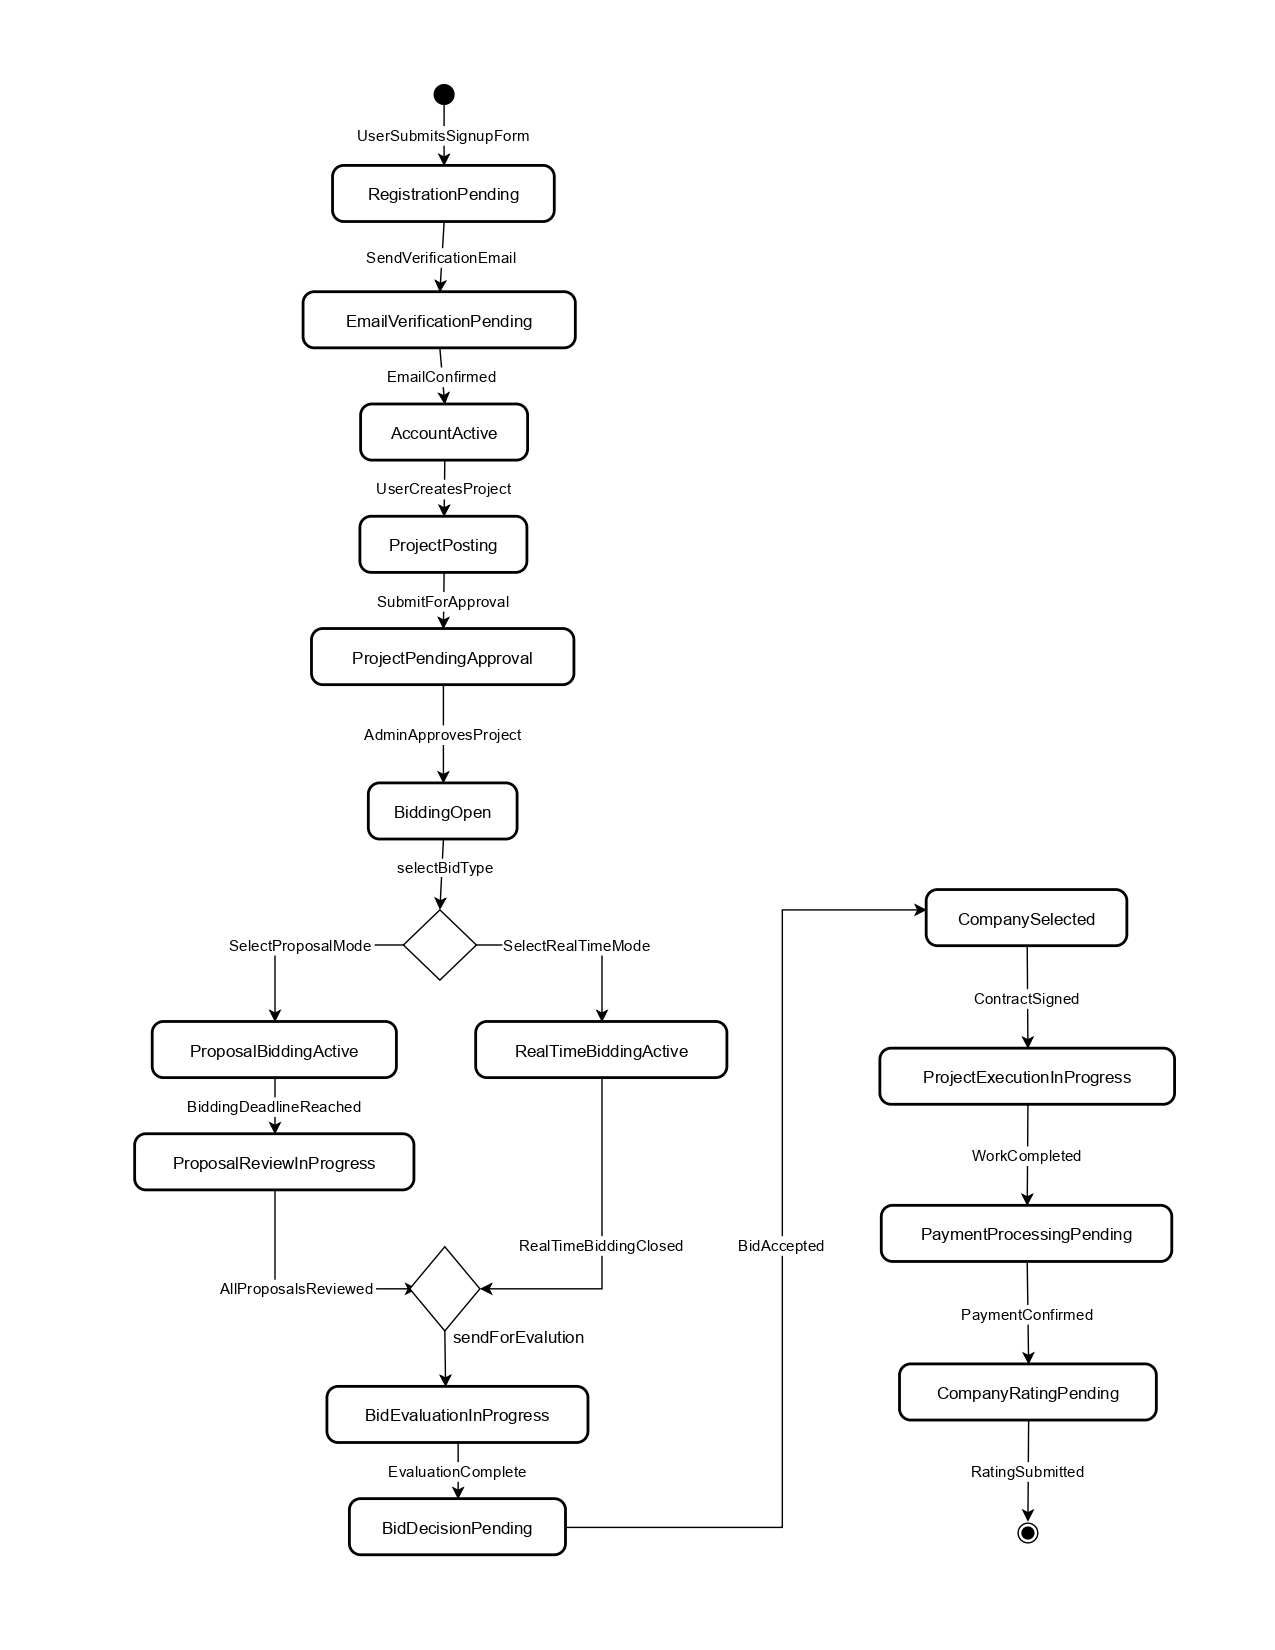 UserSubmitsSignupForm
RegistrationPending
SendVerificationEmail
EmailVerificationPending
EmailConfirmed
AccountActive
UserCreatesProject
ProjectPosting
SubmitForApproval
ProjectPendingApproval
AdminApprovesProject
BiddingOpen
selectBidType
SelectProposalMode
SelectRealTimeMode
ProposalBiddingActive
RealTimeBiddingActive
BiddingDeadlineReached
ProposalReviewInProgress
RealTimeBiddingClosed
AllProposalsReviewed
sendForEvalution
BidEvaluationInProgress
EvaluationComplete
BidDecisionPending
BidAccepted
CompanySelected
ContractSigned
ProjectExecutionInProgress
WorkCompleted
PaymentProcessingPending
PaymentConfirmed
CompanyRatingPending
RatingSubmitted